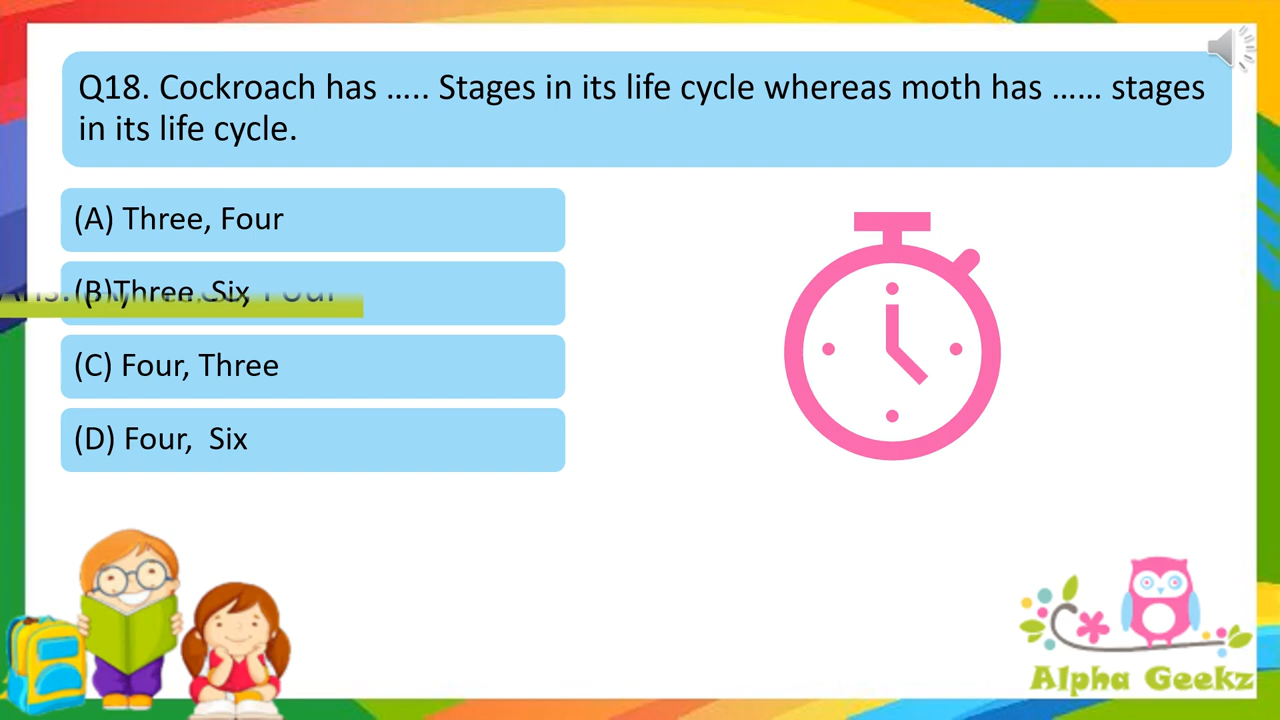 Q18. Cockroach has ..... Stages in its life cycle whereas moth has ...... stages
in its life cycle.
(A) Three, Four
(B)Three, Six
(C) Four, Three
(D) Four,  Six
Alpha Geekz